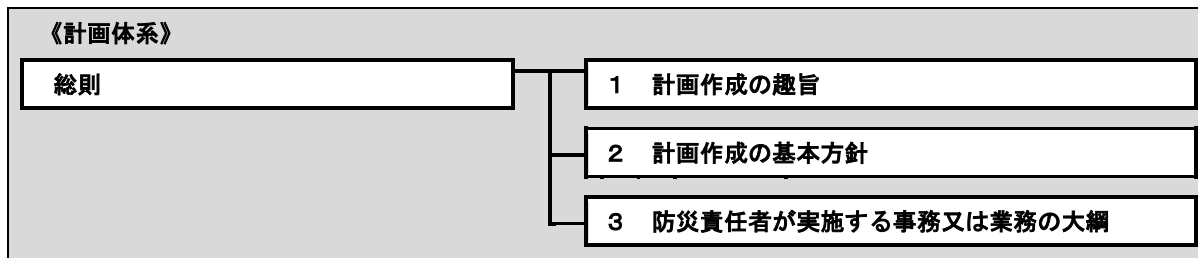 《計画体系》
総則
１　計画作成の趣旨
２　計画作成の基本方針
３　防災責任者が実施する事務又は業務の大綱